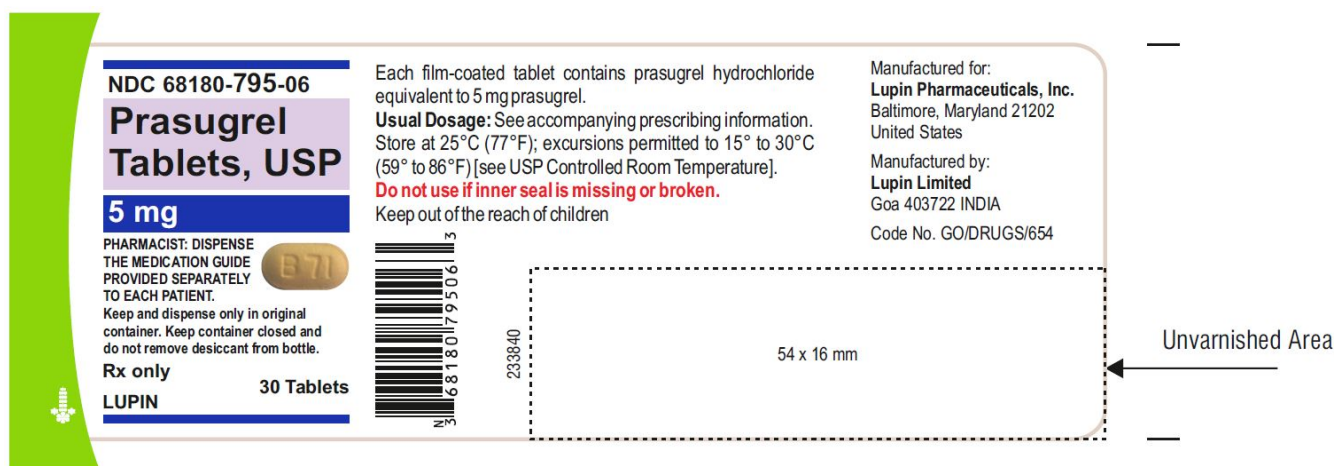 NDC 68180-795-06
Prasugrel
Tablets, USP
5 mg
PHARMACIST: DISPENSE
THE MEDICATION GUIDE
PROVIDED SEPARATELY
TO EACH PATIENT.
B71
Keep and dispense only in original
container. Keep container closed and
do not remove desiccant from bottle.
Rx only
30 Tablets
LUPIN
Each film-coated tablet contains prasugrel hydrochloride
equivalent to 5 mg prasugrel.
Usual Dosage: See accompanying prescribing information.
Store at 25°C (77°F); excursions permitted to 15° to 30°C
(59° to 86°F) [see USP Controlled Room Temperature].
Do not use if inner seal is missing or broken.
Keep out of the reach of children
N
3 68180 79506 3
233840
Manufactured for:
Lupin Pharmaceuticals, Inc.
Baltimore, Maryland 21202
United States
Manufactured by:
Lupin Limited
Goa 403722 INDIA
Code No. GO/DRUGS/654
54 x 16 mm
Unvarnished Area